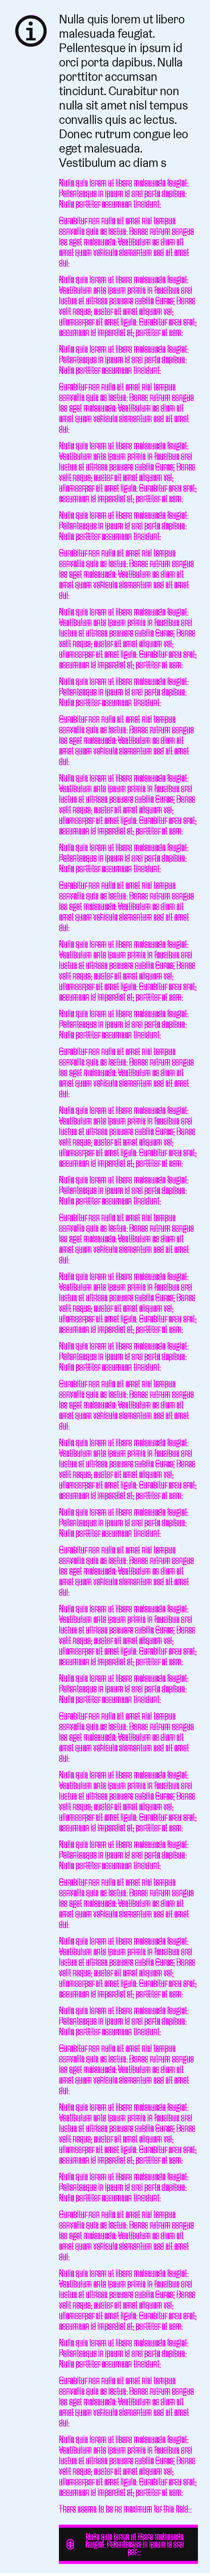 Nulla quis lorem ut libero
malesuada feugiat.
Pellentesque in ipsum id
orci porta dapibus. Nulla
porttitor accumsan
tincidunt. Curabitur non
nulla sit amet nisl tempus
convallis quis ac lectus.
Donec rutrum congue leo
eget malesuada.
Vestibulum ac diam s
Nulla quis lorem ut libero malesuada feugiat.
Pellentesque in ipsum id orci porta dapibus.
Nulla porttitor accumsan tincidunt.
Curabitur non nulla sit amet nisl tempus
convallis quis ac lectus. Donec rutrum congue
leo eget malesuada. Vestibulum ac diam sit
amet quam vehicula elementum sed sit amet
dui.
Nulla quis lorem ut libero malesuada feugiat.
Vestibulum ante ipsum primis in faucibus orci
luctus et ultrices posuere cubilia Curae; Donec
velit neque, auctor sit amet aliquam vel,
ullamcorper sit amet ligula. Curabitur arcu erat,
accumsan id imperdiet et, porttitor at sem.
Nulla quis lorem ut libero malesuada feugiat.
Pellentesque in ipsum id orci porta dapibus.
Nulla porttitor accumsan tincidunt.
Curabitur non nulla sit amet nisl tempus
convallis quis ac lectus. Donec rutrum congue
leo eget malesuada. Vestibulum ac diam sit
amet quam vehicula elementum sed sit amet
dui.
Nulla quis lorem ut libero malesuada feugiat.
Vestibulum ante ipsum primis in faucibus orci
luctus et ultrices posuere cubilia Curae; Donec
velit neque, auctor sit amet aliquam vel,
ullamcorper sit amet ligula. Curabitur arcu erat,
accumsan id imperdiet et, porttitor at sem.
Nulla quis lorem ut libero malesuada feugiat.
Pellentesque in ipsum id orci porta dapibus.
Nulla porttitor accumsan tincidunt.
Curabitur non nulla sit amet nisl tempus
convallis quis ac lectus. Donec rutrum congue
leo eget malesuada. Vestibulum ac diam sit
amet quam vehicula elementum sed sit amet
dui.
Nulla quis lorem ut libero malesuada feugiat.
Vestibulum ante ipsum primis in faucibus orci
luctus et ultrices posuere cubilia Curae; Donec
velit neque, auctor sit amet aliquam vel,
ullamcorper sit amet ligula. Curabitur arcu erat,
accumsan id imperdiet et, porttitor at sem.
Nulla quis lorem ut libero malesuada feugiat.
Pellentesque in ipsum id orci porta dapibus.
Nulla porttitor accumsan tincidunt.
Curabitur non nulla sit amet nisl tempus
convallis quis ac lectus. Donec rutrum congue
leo eget malesuada. Vestibulum ac diam sit
amet quam vehicula elementum sed sit amet
dui.
Nulla quis lorem ut libero malesuada feugiat.
Vestibulum ante ipsum primis in faucibus orci
luctus et ultrices posuere cubilia Curae; Donec
velit neque, auctor sit amet aliquam vel,
ullamcorper sit amet ligula. Curabitur arcu erat,
accumsan id imperdiet et, porttitor at sem.
Nulla quis lorem ut libero malesuada feugiat.
Pellentesque in ipsum id orci porta dapibus.
Nulla porttitor accumsan tincidunt.
Curabitur non nulla sit amet nisl tempus
convallis quis ac lectus. Donec rutrum congue
leo eget malesuada. Vestibulum ac diam sit
amet quam vehicula elementum sed sit amet
dui.
Nulla quis lorem ut libero malesuada feugiat.
Vestibulum ante ipsum primis in faucibus orci
luctus et ultrices posuere cubilia Curae; Donec
velit neque, auctor sit amet aliquam vel,
ullamcorper sit amet ligula. Curabitur arcu erat,
accumsan id imperdiet et, porttitor at sem.
Nulla quis lorem ut libero malesuada feugiat.
Pellentesque in ipsum id orci porta dapibus.
Nulla porttitor accumsan tincidunt.
Curabitur non nulla sit amet nisl tempus
convallis quis ac lectus. Donec rutrum congue
leo eget malesuada. Vestibulum ac diam sit
amet quam vehicula elementum sed sit amet
dui.
Nulla quis lorem ut libero malesuada feugiat.
Vestibulum ante ipsum primis in faucibus orci
luctus et ultrices posuere cubilia Curae; Donec
velit neque, auctor sit amet aliquam vel,
ullamcorper sit amet ligula. Curabitur arcu erat,
accumsan id imperdiet et, porttitor at sem.
Nulla quis lorem ut libero malesuada feugiat.
Pellentesque in ipsum id orci porta dapibus.
Nulla porttitor accumsan tincidunt.
Curabitur non nulla sit amet nisl tempus
convallis quis ac lectus. Donec rutrum congue
leo eget malesuada. Vestibulum ac diam sit
amet quam vehicula elementum sed sit amet
dui.
Nulla quis lorem ut libero malesuada feugiat.
Vestibulum ante ipsum primis in faucibus orci
luctus et ultrices posuere cubilia Curae; Donec
velit neque, auctor sit amet aliquam vel,
ullamcorper sit amet ligula. Curabitur arcu erat,
accumsan id imperdiet et, porttitor at sem.
Nulla quis lorem ut libero malesuada feugiat.
Pellentesque in ipsum id orci porta dapibus.
Nulla porttitor accumsan tincidunt.
Curabitur non nulla sit amet nisl tempus
convallis quis ac lectus. Donec rutrum congue
leo eget malesuada. Vestibulum ac diam sit
amet quam vehicula elementum sed sit amet
dui.
Nulla quis lorem ut libero malesuada feugiat.
Vestibulum ante ipsum primis in faucibus orci
luctus et ultrices posuere cubilia Curae; Donec
velit neque, auctor sit amet aliquam vel,
ullamcorper sit amet ligula. Curabitur arcu erat,
accumsan id imperdiet et, porttitor at sem.
Nulla quis lorem ut libero malesuada feugiat.
Pellentesque in ipsum id orci porta dapibus.
Nulla porttitor accumsan tincidunt.
Curabitur non nulla sit amet nisl tempus
convallis quis ac lectus. Donec rutrum congue
leo eget malesuada. Vestibulum ac diam sit
amet quam vehicula elementum sed sit amet
dui.
Nulla quis lorem ut libero malesuada feugiat.
Vestibulum ante ipsum primis in faucibus orci
luctus et ultrices posuere cubilia Curae; Donec
velit neque, auctor sit amet aliquam vel,
ullamcorper sit amet ligula. Curabitur arcu erat,
accumsan id imperdiet et, porttitor at sem.
Nulla quis lorem ut libero malesuada feugiat.
Pellentesque in ipsum id orci porta dapibus.
Nulla porttitor accumsan tincidunt.
Curabitur non nulla sit amet nisl tempus
convallis quis ac lectus. Donec rutrum congue
leo eget malesuada. Vestibulum ac diam sit
amet quam vehicula elementum sed sit amet
dui.
Nulla quis lorem ut libero malesuada feugiat.
Vestibulum ante ipsum primis in faucibus orci
luctus et ultrices posuere cubilia Curae; Donec
velit neque, auctor sit amet aliquam vel,
ullamcorper sit amet ligula. Curabitur arcu erat,
accumsan id imperdiet et, porttitor at sem.
Nulla quis lorem ut libero malesuada feugiat.
Pellentesque in ipsum id orci porta dapibus.
Nulla porttitor accumsan tincidunt.
Curabitur non nulla sit amet nisl tempus
convallis quis ac lectus. Donec rutrum congue
leo eget malesuada. Vestibulum ac diam sit
amet quam vehicula elementum sed sit amet
dui.
Nulla quis lorem ut libero malesuada feugiat.
Vestibulum ante ipsum primis in faucibus orci
luctus et ultrices posuere cubilia Curae; Donec
velit neque, auctor sit amet aliquam vel,
ullamcorper sit amet ligula. Curabitur arcu erat,
accumsan id imperdiet et, porttitor at sem.
Nulla quis lorem ut libero malesuada feugiat.
Pellentesque in ipsum id orci porta dapibus.
Nulla porttitor accumsan tincidunt.
Curabitur non nulla sit amet nisl tempus
convallis quis ac lectus. Donec rutrum congue
leo eget malesuada. Vestibulum ac diam sit
amet quam vehicula elementum sed sit amet
dui.
Nulla quis lorem ut libero malesuada feugiat.
Vestibulum ante ipsum primis in faucibus orci
luctus et ultrices posuere cubilia Curae; Donec
velit neque, auctor sit amet aliquam vel,
ullamcorper sit amet ligula. Curabitur arcu erat,
accumsan id imperdiet et, porttitor at sem.
Nulla quis lorem ut libero malesuada feugiat.
Pellentesque in ipsum id orci porta dapibus.
Nulla porttitor accumsan tincidunt.
Curabitur non nulla sit amet nisl tempus
convallis quis ac lectus. Donec rutrum congue
leo eget malesuada. Vestibulum ac diam sit
amet quam vehicula elementum sed sit amet
dui.
Nulla quis lorem ut libero malesuada feugiat.
Vestibulum ante ipsum primis in faucibus orci
luctus et ultrices posuere cubilia Curae; Donec
velit neque, auctor sit amet aliquam vel,
ullamcorper sit amet ligula. Curabitur arcu erat,
accumsan id imperdiet et, porttitor at sem.
Nulla quis lorem ut libero malesuada feugiat.
Pellentesque in ipsum id orci porta dapibus.
Nulla porttitor accumsan tincidunt.
Curabitur non nulla sit amet nisl tempus
convallis quis ac lectus. Donec rutrum congue
leo eget malesuada. Vestibulum ac diam sit
amet quam vehicula elementum sed sit amet
dui.
Nulla quis lorem ut libero malesuada feugiat.
Vestibulum ante ipsum primis in faucibus orci
luctus et ultrices posuere cubilia Curae; Donec
velit neque, auctor sit amet aliquam vel,
ullamcorper sit amet ligula. Curabitur arcu erat,
accumsan id imperdiet et, porttitor at sem.
There seems to be no maximum for this field...
Nulla quis lorem ut libero malesuada
feugiat. Pellentesque in ipsum id orci
por...